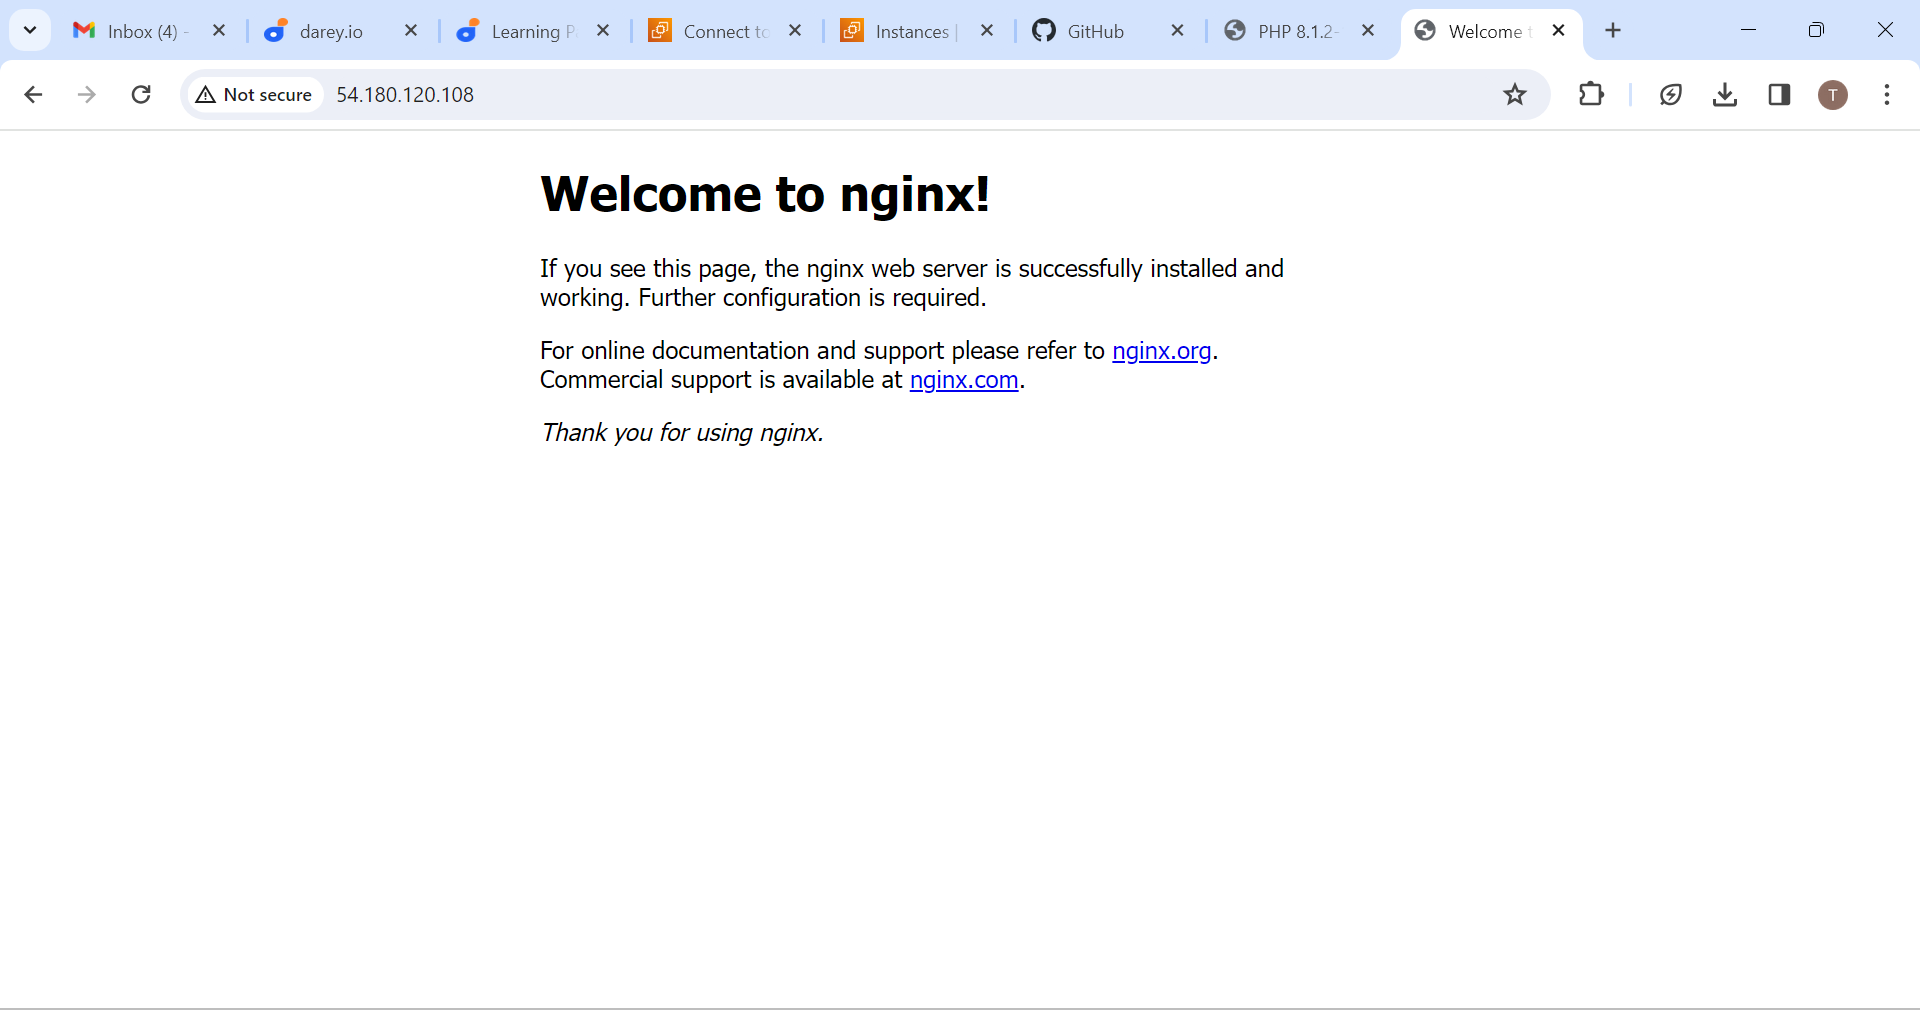 Inbox (4) -
darey.io
Learning P
Connect to
Instances |
GitHub
PHP 8.1.2-
Welcome t
Not secure
54.180.120.108
T
Welcome to nginx!
If you see this page, the nginx web server is successfully installed and
working. Further configuration is required.
For online documentation and support please refer to nginx.org.
Commercial support is available at nginx.com.
Thank you for using nginx.